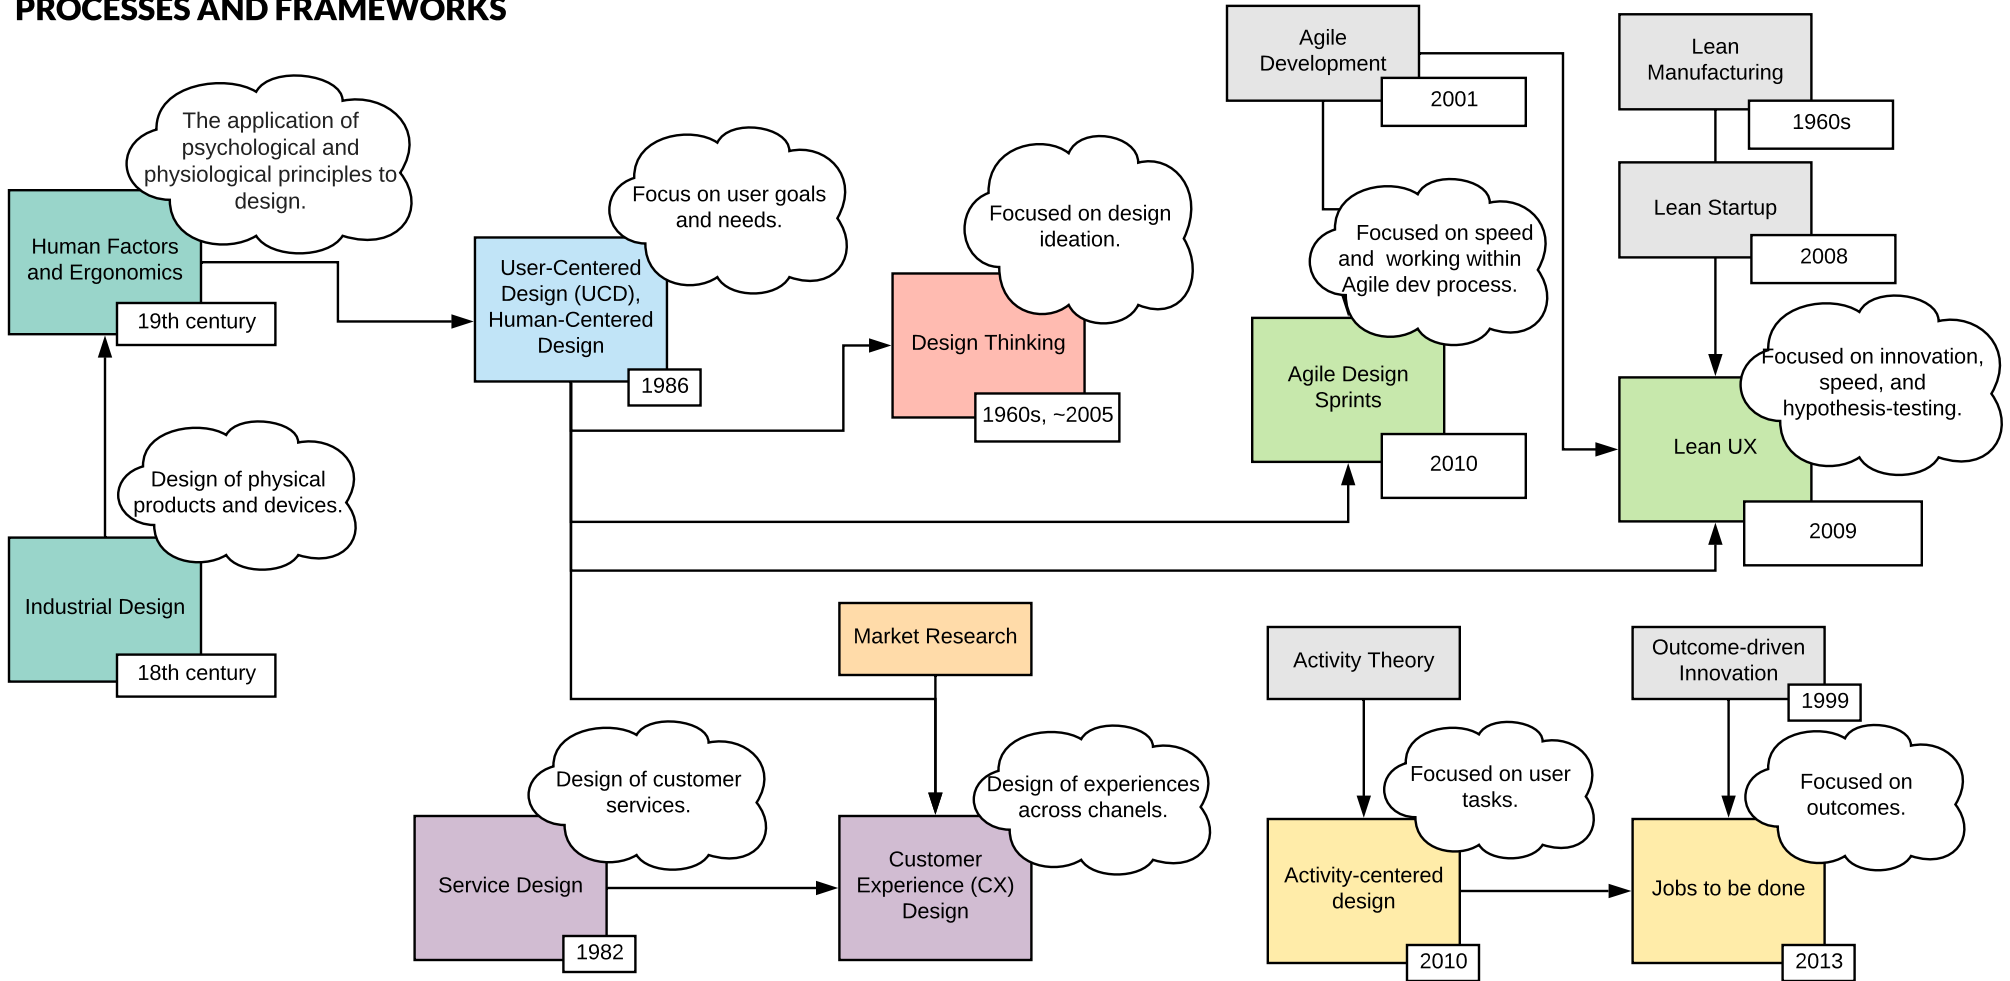 PROCESSES AND FRAMEWORKS
The application of
psychological and
physiological principles to
design.
Human Factors
and Ergonomics
19th century
Design of physical
products and devices.
Industrial Design
18th century
Focus on user goals
and needs.
User-Centered
Design (UCD),
Human-Centered
Design
1986
Focused on design
ideation.
Design Thinking
1960s, ~2005
Agile
Development
2001
Focused on speed
and  working within
Agile dev process.
Agile Design
Sprints
2010
Lean
Manufacturing
1960s
Lean Startup
2008
Focused on innovation,
speed, and
hypothesis-testing.
Lean UX
2009
Market Research
Design of customer
services.
Service Design
1982
Design of experiences
across chanels.
Customer
Experience (CX)
Design
Activity Theory
Focused on user
tasks.
Activity-centered
design
2010
Outcome-driven
Innovation
1999
Focused on
outcomes.
Jobs to be done
2013